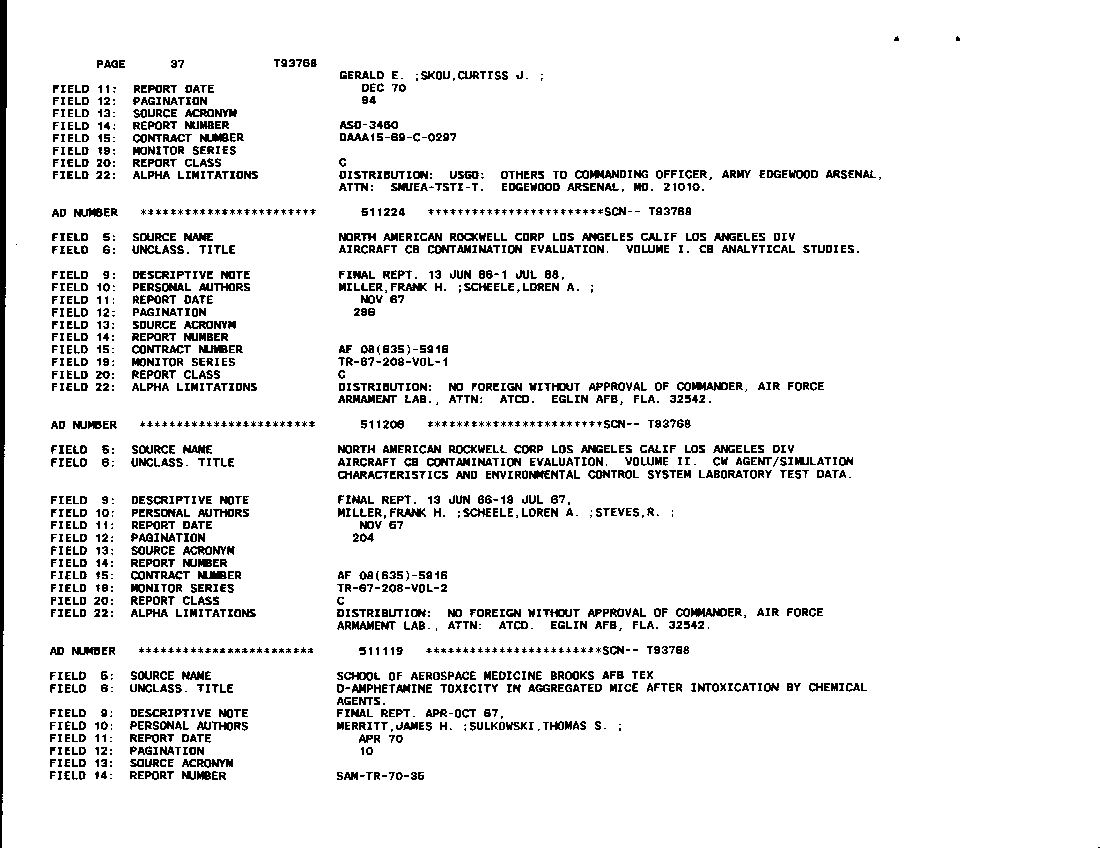 PAGE 37 T93768
GERALD E. ;SKOU,CURTISS J. ;
FIELD 11: REPORT DATE DEC 70
FIELD 12: PAGINATION 94
FIELD 13: SOURCE ACRONYM
FIELD 14: REPORT NUMBER ASD-3460
FIELD 15: CONTRACT NUMBER DAAA15-69-C-0297
FIELD 19: MONITOR SERIES
FIELD 20: REPORT CLASS C
FIELD 22: ALPHA LIMITATIONS DISTRIBUTION: USGO: OTHERS TO COMMANDING OFFICER, ARMY EDGEWOOD ARSENAL,
ATTN: SMUEA-TSTI-T. EDGEWOOD ARSENAL, MD. 21010.
AD NUMBER ************************ 511224 ************************SCN-- T93768
FIELD 5: SOURCE NAME NORTH AMERICAN ROCKWELL CORP LOS ANGELES CALIF LOS ANGELES DIV
FIELD 6: UNCLASS. TITLE AIRCRAFT CB CONTAMINATION EVALUATION. VOLUME I. CB ANALYTICAL STUDIES.
FIELD 9: DESCRIPTIVE NOTE FINAL REPT. 13 JUN 66-1 JUL 68,
FIELD 10: PERSONAL AUTHORS MILLER,FRANK H. ;SCHEELE,LOREN A. ;
FIELD 11: REPORT DATE NOV 67
FIELD 12: PAGINATION 286
FIELD 13: SOURCE ACRONYM
FIELD 14: REPORT NUMBER
FIELD 15: CONTRACT NUMBER AF 08(635)-5916
FIELD 19: MONITOR SERIES TR-67-208-VOL-1
FIELD 20: REPORT CLASS C
FIELD 22: ALPHA LIMITATIONS DISTRIBUTION: NO FOREIGN WITHOUT APPROVAL OF COMMANDER, AIR FORCE
ARMAMENT LAB., ATTN: ATCD. EGLIN AFB, FLA. 32542.
AD NUMBER ************************ 511206 ************************SCN-- T93768
FIELD 5: SOURCE NAME NORTH AMERICAN ROCKWELL CORP LOS ANGELES CALIF LOS ANGELES DIV
FIELD 6: UNCLASS. TITLE AIRCRAFT CB CONTAMINATION EVALUATION. VOLUME II. CW AGENT/SIMULATION
CHARACTERISTICS AND ENVIRONMENTAL CONTROL SYSTEM LABORATORY TEST DATA.
FIELD 9: DESCRIPTIVE NOTE FINAL REPT. 13 JUN 66-19 JUL 67,
FIELD 10: PERSONAL AUTHORS MILLER,FRANK H. ;SCHEELE,LOREN A. ;STEVES,R. ;
FIELD 11: REPORT DATE NOV 67
FIELD 12: PAGINATION 204
FIELD 13: SOURCE ACRONYM
FIELD 14: REPORT NUMBER
FIELD 15: CONTRACT NUMBER AF 08(635)-5916
FIELD 19: MONITOR SERIES TR-67-208-VOL-2
FIELD 20: REPORT CLASS C
FIELD 22: ALPHA LIMITATIONS DISTRIBUTION: NO FOREIGN WITHOUT APPROVAL OF COMMANDER, AIR FORCE
ARMAMENT LAB., ATTN: ATCD. EGLIN AFB, FLA. 32542.
AD NUMBER ************************ 511119 ************************SCN-- T93768
FIELD 5: SOURCE NAME SCHOOL OF AEROSPACE MEDICINE BROOKS AFB TEX
FIELD 6: UNCLASS. TITLE D-AMPHETAMINE TOXICITY IN AGGREGATED MICE AFTER INTOXICATION BY CHEMICAL
AGENTS.
FIELD 9: DESCRIPTIVE NOTE FINAL REPT. APR-OCT 67,
FIELD 10: PERSONAL AUTHORS MERRITT,JAMES H. ;SULKOWSKI,THOMAS S. ;
FIELD 11: REPORT DATE APR 70
FIELD 12: PAGINATION 10
FIELD 13: SOURCE ACRONYM
FIELD 14: REPORT NUMBER SAM-TR-70-35